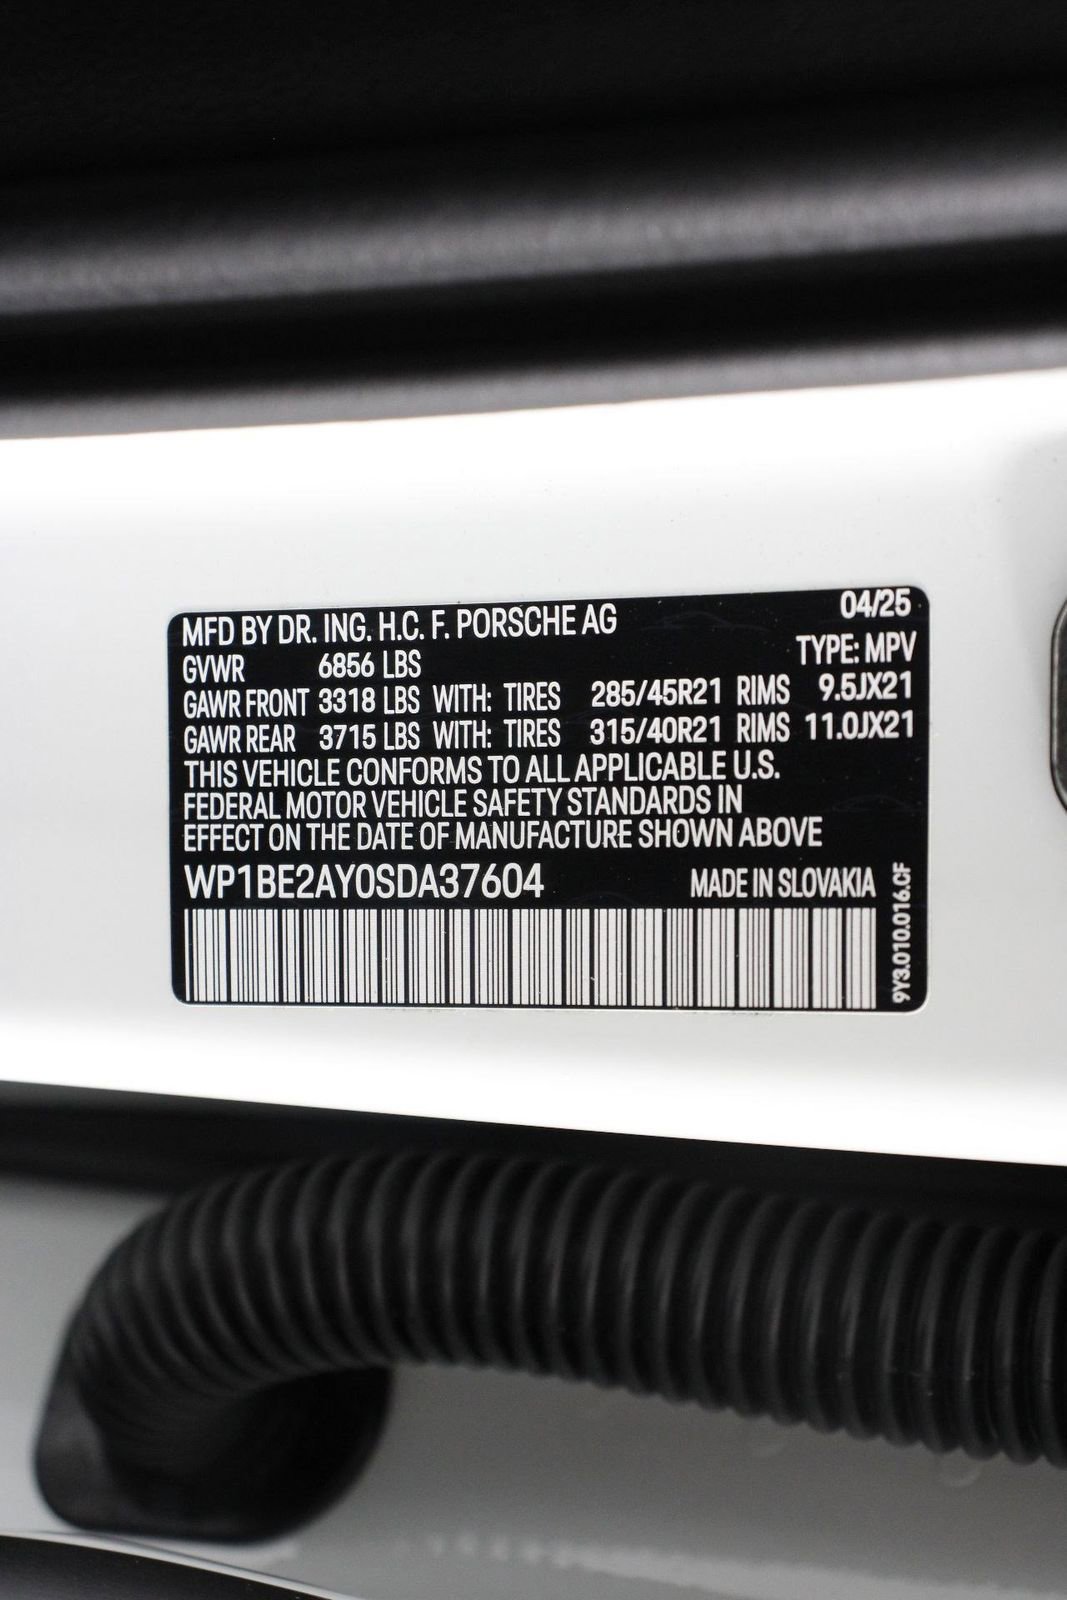 MFD BY DR. ING. H.C. F. PORSCHE AG 04/25
GVWR 6856 LBS TYPE: MPV
GAWR FRONT 3318 LBS WITH: TIRES 285/45R21 RIMS 9.5JX21
GAWR REAR 3715 LBS WITH: TIRES 315/40R21 RIMS 11.0JX21
THIS VEHICLE CONFORMS TO ALL APPLICABLE U.S.
FEDERAL MOTOR VEHICLE SAFETY STANDARDS IN
EFFECT ON THE DATE OF MANUFACTURE SHOWN ABOVE
WP1BE2AY0SDA37604 MADE IN SLOVAKIA
9Y3.010.016.CF